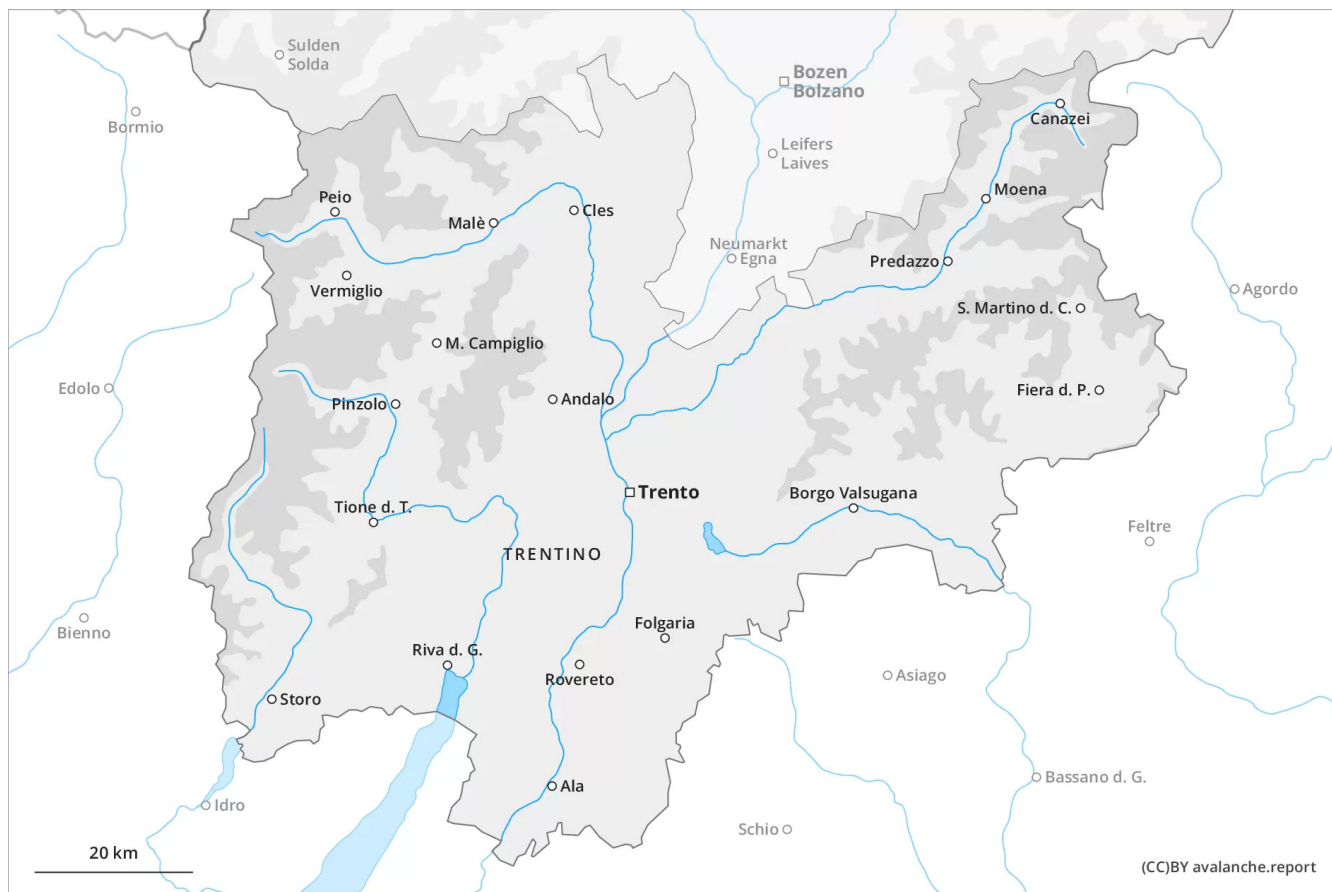 Sulden
Solda
Bozen
Bolzano
Bormio
Canazei
Leifers
Laives
Peio
Moena
Malè
Cles
Neumarkt
Egna
Predazzo
Vermiglio
Agordo
S. Martino d. C.
M. Campiglio
Edolo
Andalo
Fiera d. P.
Pinzolo
Trento
Borgo Valsugana
Tione d. T.
Feltre
TRENTINO
Bienno
Folgaria
Riva d. G.
Rovereto
Asiago
Storo
Bassano d. G.
Ala
Idro
Schio
20 km
(CC)BY avalanche.report